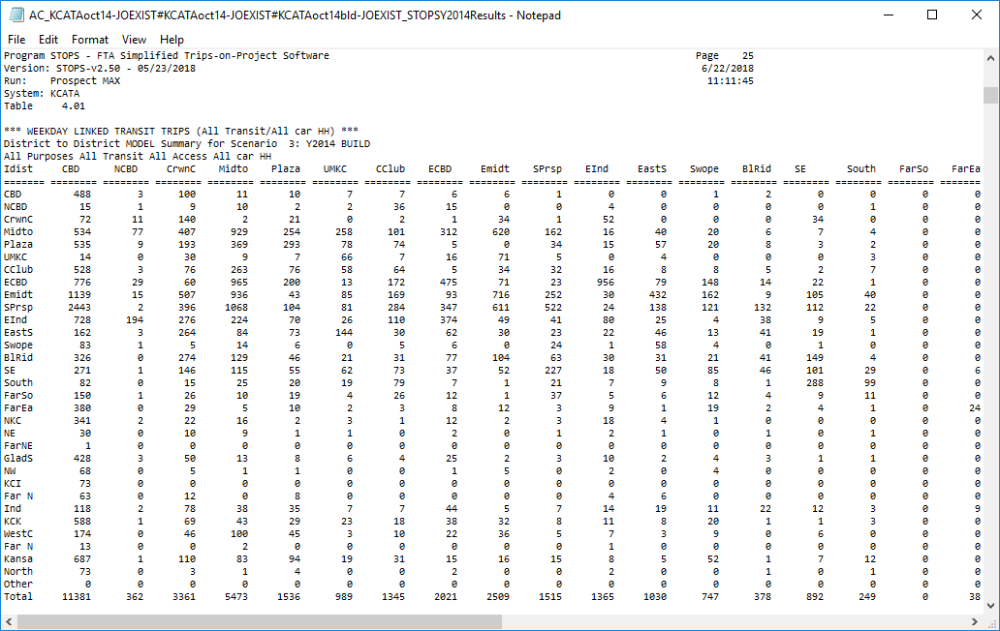 AC_KCATAoct14-JOEXIST#KCATAoct14-JOEXIST#KCATAoct14bld-JOEXIST_STOPSY2014Results - Notepad
File Edit Format View Help
Program STOPS - FTA Simplified Trips-on-Project Software Page 25
Version: STOPS-v2.50 - 05/23/2018 6/22/2018
Run: Prospect MAX 11:11:45
System: KCATA
Table 4.01
*** WEEKDAY LINKED TRANSIT TRIPS (All Transit/All car HH) ***
District to District MODEL Summary for Scenario 3: Y2014 BUILD
All Purposes All Transit All Access All car HH
Idist CBD NCBD CrwnC Midto Plaza UMKC CClub ECBD Emidt SPrsp EInd EastS Swope BlRid SE South FarSo FarEa
======= ======== ======= ======= ======= ======= ======= ======= ======= ======= ======= ======= ======= ======= ======= ======= ======= ======= =======
CBD 488 3 100 11 10 7 7 6 6 1 0 0 1 2 0 0 0 0
NCBD 15 1 9 10 2 2 36 15 0 0 4 0 0 0 0 1 0 0
CrwnC 72 11 140 2 21 0 2 1 34 1 52 0 0 0 34 0 0 0
Midto 534 77 407 929 254 258 101 312 620 162 16 40 20 6 7 4 0 0
Plaza 535 9 193 369 293 78 74 5 0 34 15 57 20 8 3 2 0 0
UMKC 14 0 30 9 7 66 7 16 71 5 0 4 0 0 0 3 0 0
CClub 528 3 76 263 76 58 64 5 34 32 16 8 8 5 2 7 0 0
ECBD 776 29 60 965 200 13 172 475 71 23 956 79 148 14 22 1 0 0
Emidt 1139 15 507 936 43 85 169 93 716 252 30 432 162 9 105 40 0 0
SPrsp 2443 2 396 1068 104 81 284 347 611 522 24 138 121 132 112 22 0 0
EInd 728 194 276 224 70 26 110 374 49 41 80 25 4 38 9 5 0 0
EastS 162 3 264 84 73 144 30 62 30 23 22 46 13 41 19 1 0 0
Swope 83 1 5 14 6 0 5 6 0 24 1 58 4 0 1 0 0 0
BlRid 326 0 274 129 46 21 31 77 104 63 30 31 21 41 149 4 0 0
SE 271 1 146 115 55 62 73 37 52 227 18 50 85 46 101 29 0 6
South 82 0 15 25 20 19 79 7 1 21 7 9 8 1 288 99 0 0
FarSo 150 1 26 10 19 4 26 12 1 37 5 6 12 4 9 11 0 0
FarEa 380 0 29 5 10 2 3 8 12 3 9 1 19 2 4 1 0 24
NKC 341 2 22 16 2 3 1 12 2 3 18 4 1 0 0 0 0 0
NE 30 0 10 9 1 1 0 2 0 1 2 1 0 1 0 1 0 0
FarNE 1 0 0 0 0 0 0 0 0 0 0 0 0 0 0 0 0 0
GladS 428 3 50 13 8 6 4 25 2 3 10 2 4 3 1 1 0 0
NW 68 0 5 1 1 0 0 1 5 0 2 0 4 0 0 0 0 0
KCI 73 0 0 0 0 0 0 0 0 0 0 0 0 0 0 0 0 0
Far N 63 0 12 0 8 0 0 0 0 0 4 6 0 0 0 0 0 0
Ind 118 2 78 38 35 7 7 44 5 7 14 19 11 22 12 3 0 9
KCK 588 1 69 43 29 23 18 38 32 8 11 8 20 1 1 3 0 0
WestC 174 0 46 100 45 3 10 22 36 5 7 3 9 0 6 0 0 0
Far N 13 0 0 2 0 0 0 0 0 0 1 0 0 0 0 0 0 0
Kansa 687 1 110 83 94 19 31 15 16 15 8 5 52 1 7 12 0 0
North 73 0 3 1 4 0 0 2 0 0 2 0 0 1 0 1 0 0
Other 0 0 0 0 0 0 0 0 0 0 0 0 0 0 0 0 0 0
Total 11381 362 3361 5473 1536 989 1345 2021 2509 1515 1365 1030 747 378 892 249 0 38